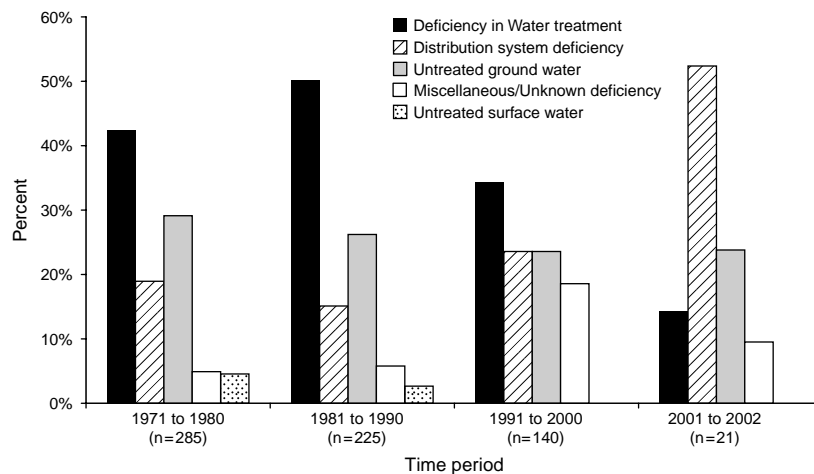 60%
50%
40%
30%
20%
10%
0%
Percent
Deficiency in Water treatment
Distribution system deficiency
Untreated ground water
Miscellaneous/Unknown deficiency
Untreated surface water
1971 to 1980 1981 to 1990 1991 to 2000 2001 to 2002
(n=285) (n=225) (n=140) (n=21)
Time period